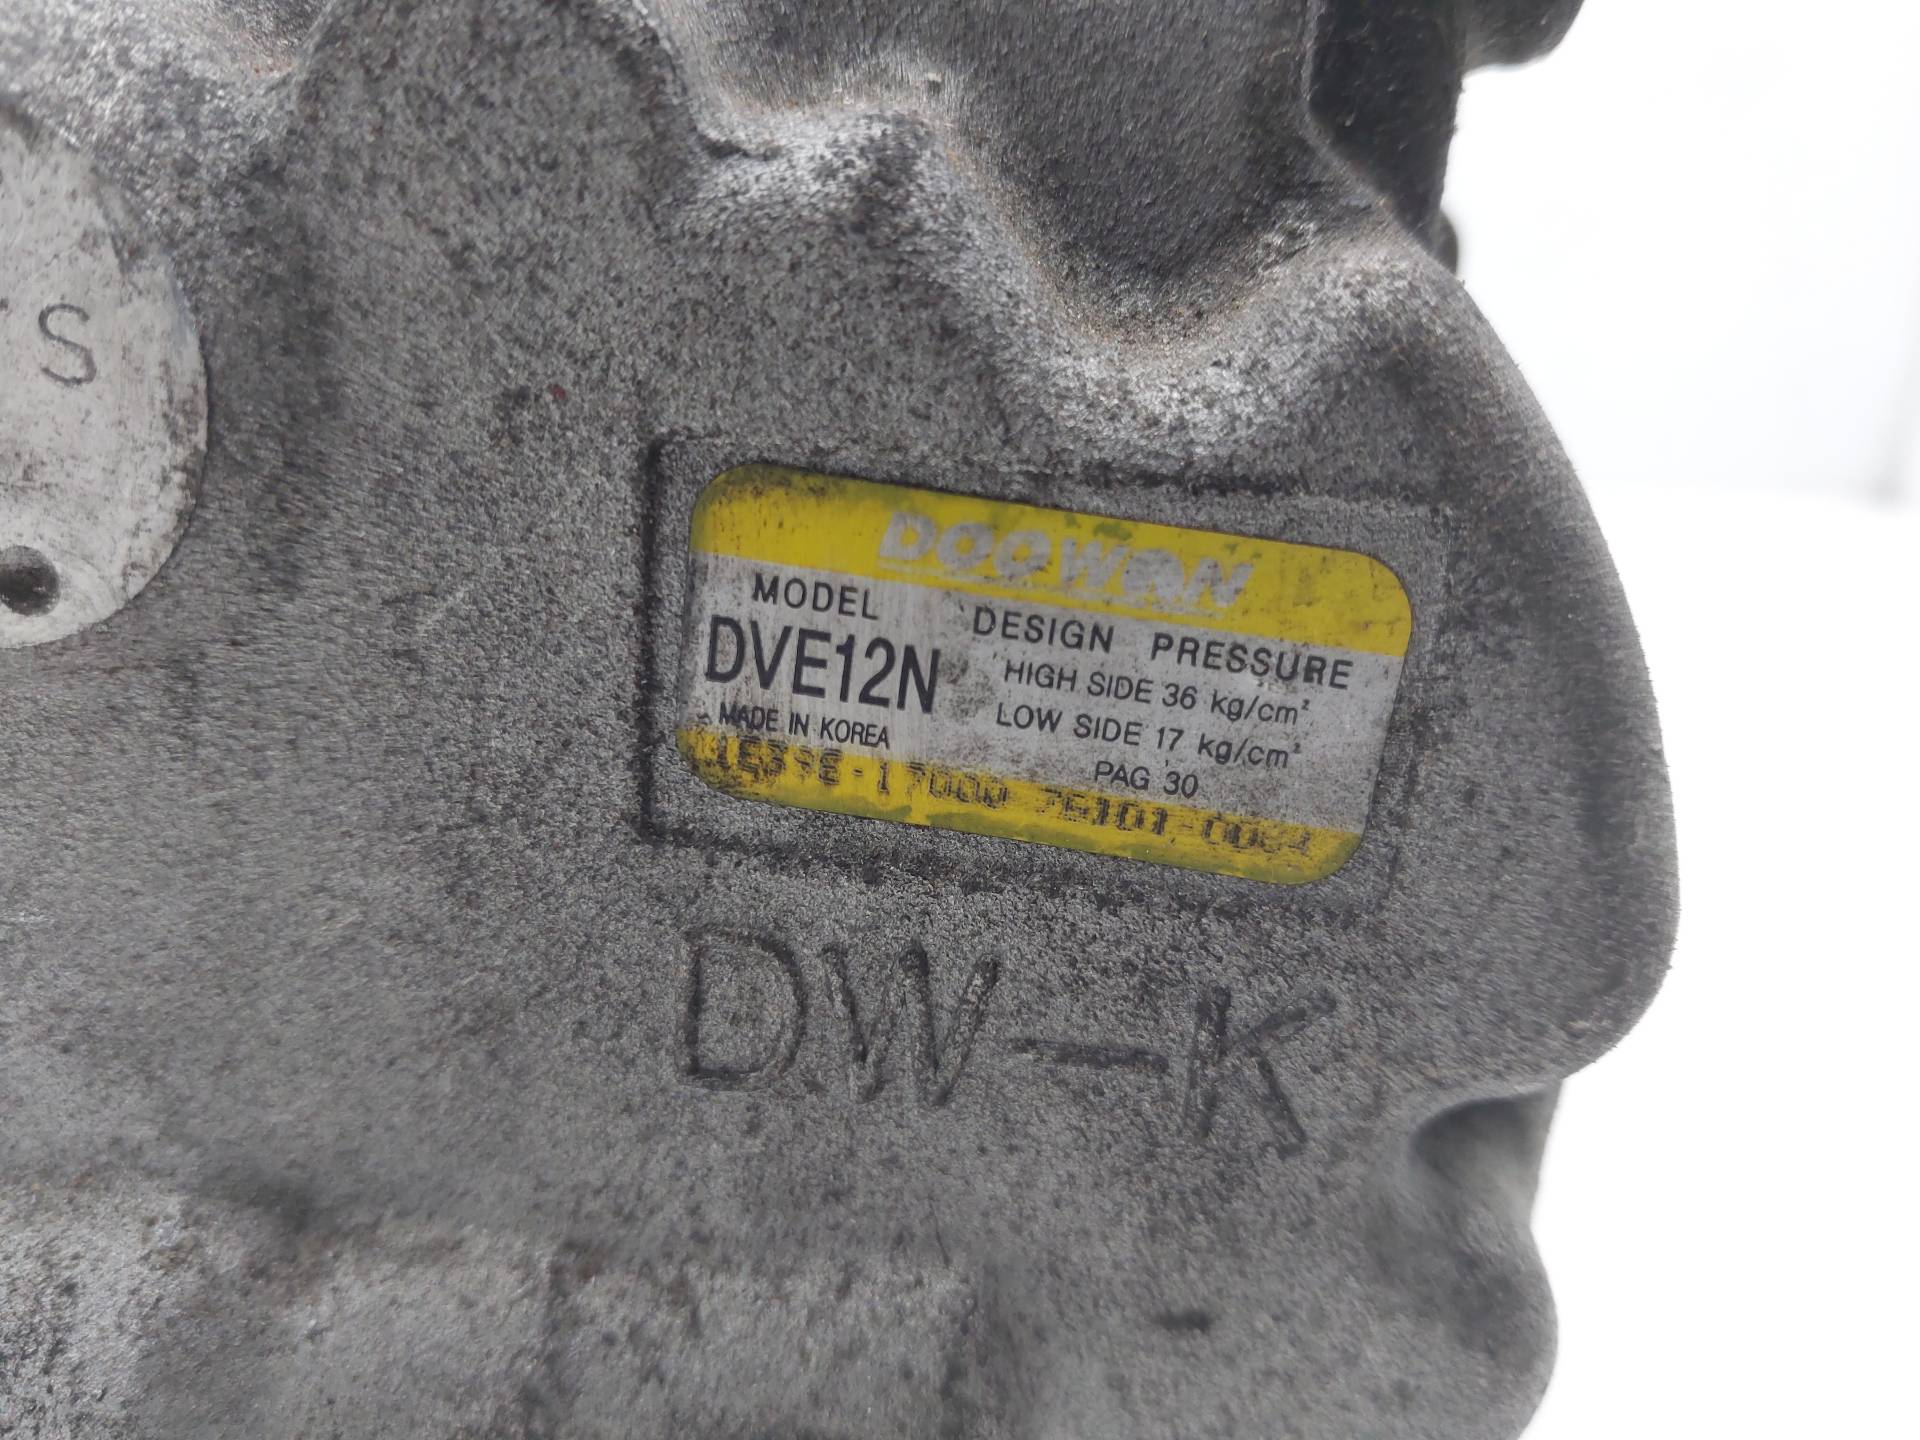 S
DOOWON
MODEL
DVE12N
MADE IN KOREA
DESIGN PRESSURE
HIGH SIDE 36 kg/cm²
LOW SIDE 17 kg/cm²
PAG 30
DW-K